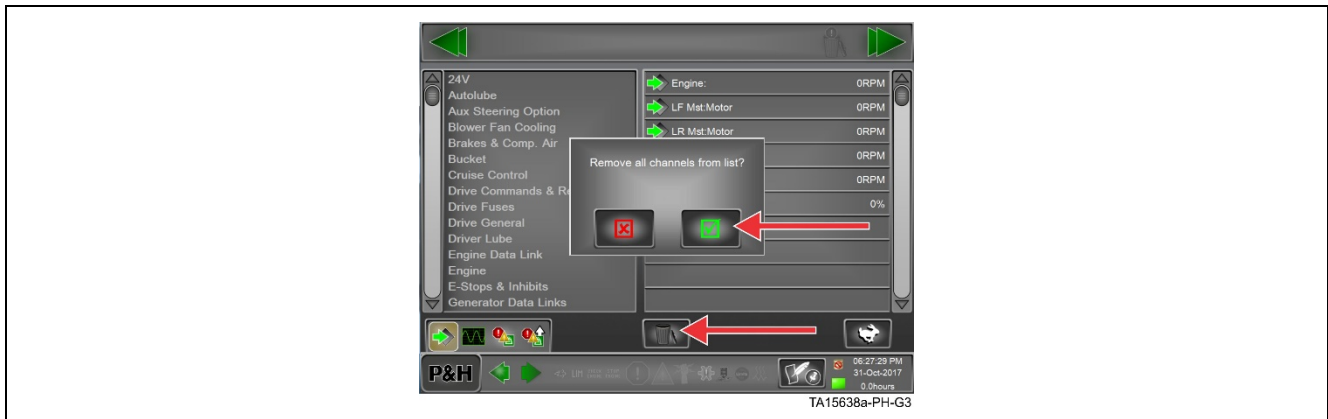 24V
Autolube
Aux Steering Option
Blower Fan Cooling
Brakes & Comp. Air
Bucket
Cruise Control
Drive Commands & Re
Drive Fuses
Drive General
Driver Lube
Engine Data Link
Engine
E-Stops & Inhibits
Generator Data Links
Engine: 0RPM
LF Mst:Motor 0RPM
LR Mst:Motor 0RPM
0RPM
0RPM
0%
Remove all channels from list?
P&H
LIM
06:27:29 PM
31-Oct-2017
0.0hours
TA15638a-PH-G3